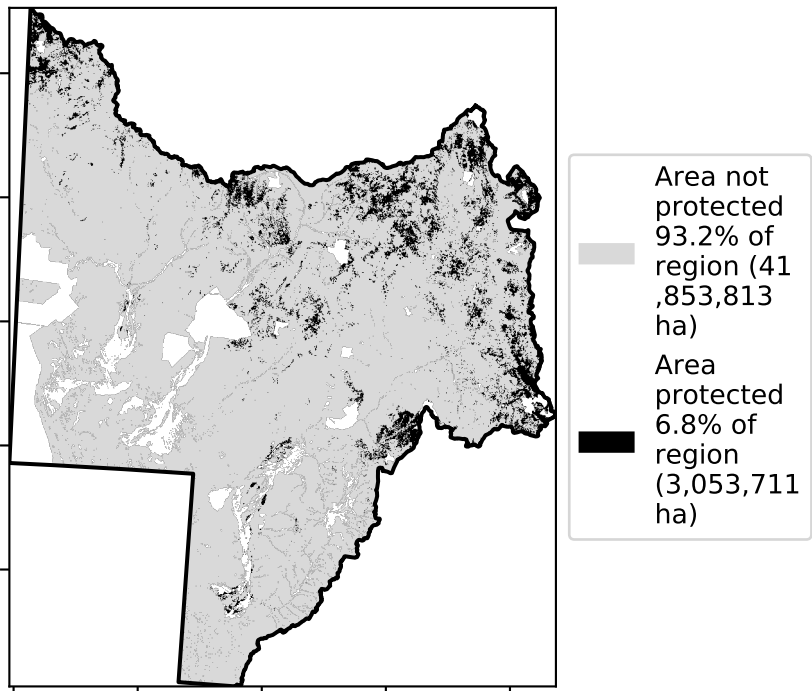 Area not
protected
93.2% of
region (41
,853,813
ha)
Area
protected
6.8% of
region
(3,053,711
ha)